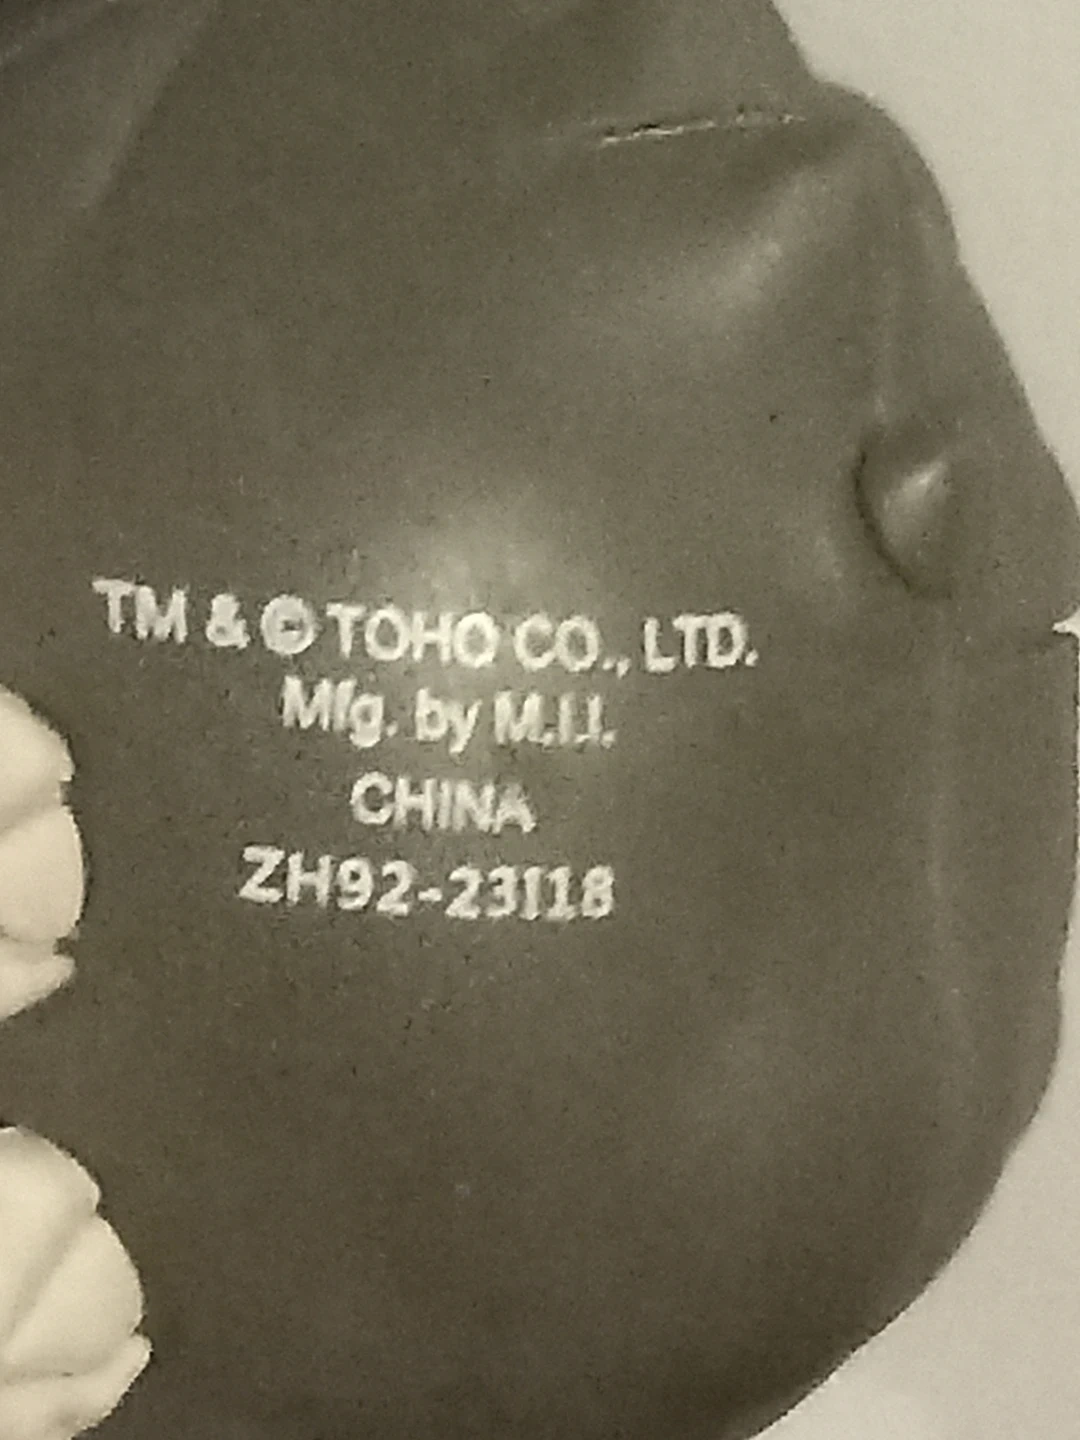 TM & © TOHO CO., LTD.
Mfg. by M.I.I.
CHINA
ZH92-23118